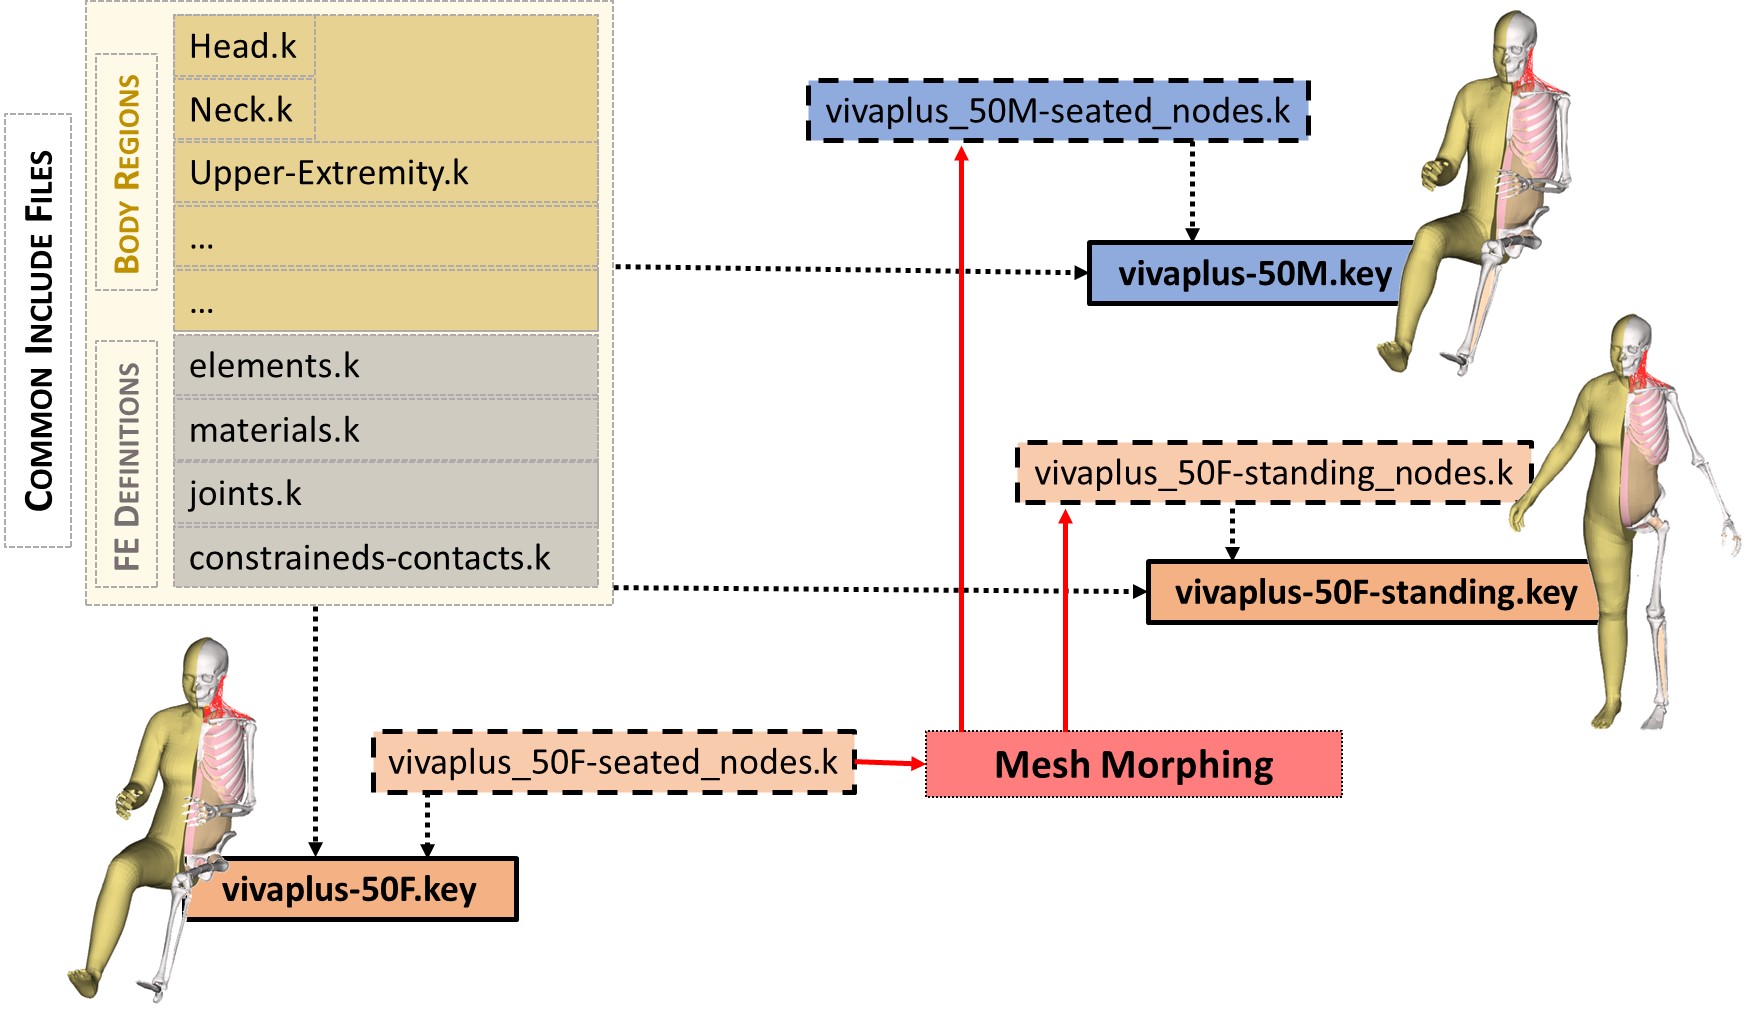 COMMON INCLUDE FILES
BODY REGIONS
Head.k
Neck.k
Upper-Extremity.k
...
...
FE DEFINITIONS
elements.k
materials.k
joints.k
constraineds-contacts.k
vivaplus_50M-seated_nodes.k
vivaplus-50M.key
vivaplus_50F-standing_nodes.k
vivaplus-50F-standing.key
vivaplus_50F-seated_nodes.k
Mesh Morphing
vivaplus-50F.key